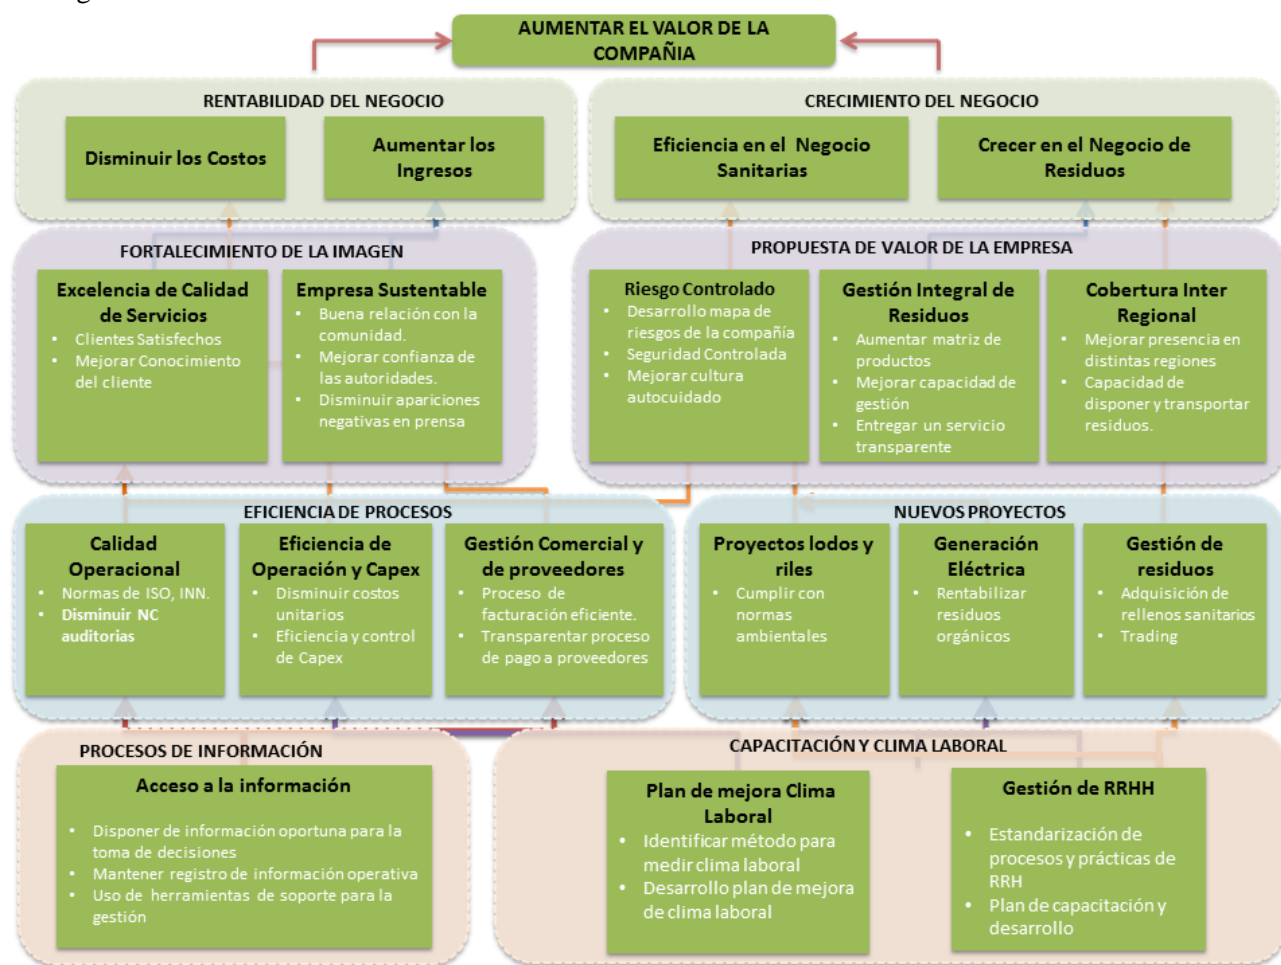 AUMENTAR EL VALOR DE LA
COMPAÑIA
RENTABILIDAD DEL NEGOCIO
Disminuir los Costos
Aumentar los
Ingresos
CRECIMIENTO DEL NEGOCIO
Eficiencia en el Negocio
Sanitarias
Crecer en el Negocio de
Residuos
FORTALECIMIENTO DE LA IMAGEN
Excelencia de Calidad
de Servicios
• Clientes Satisfechos
• Mejorar Conocimiento
del cliente
Empresa Sustentable
• Buena relación con la
comunidad.
• Mejorar confianza de
las autoridades.
• Disminuir apariciones
negativas en prensa
PROPUESTA DE VALOR DE LA EMPRESA
Riesgo Controlado
• Desarrollo mapa de
riesgos de la compañía
• Seguridad Controlada
• Mejorar cultura
autocuidado
Gestión Integral de
Residuos
• Aumentar matriz de
productos
• Mejorar capacidad de
gestión
• Entregar un servicio
transparente
Cobertura Inter
Regional
• Mejorar presencia en
distintas regiones
• Capacidad de
disponer y transportar
residuos.
EFICIENCIA DE PROCESOS
Calidad
Operacional
• Normas de ISO, INN.
• Disminuir NC
auditorias
Eficiencia de
Operación y Capex
• Disminuir costos
unitarios
• Eficiencia y control
de Capex
Gestión Comercial y
de proveedores
• Proceso de
facturación eficiente.
• Transparentar proceso
de pago a proveedores
NUEVOS PROYECTOS
Proyectos lodos y
riles
• Cumplir con
normas
ambientales
Generación
Eléctrica
• Rentabilizar
residuos
orgánicos
Gestión de
residuos
• Adquisición de
rellenos sanitarios
• Trading
PROCESOS DE INFORMACIÓN
Acceso a la información
• Disponer de información oportuna para la
toma de decisiones
• Mantener registro de información operativa
• Uso de herramientas de soporte para la
gestión
CAPACITACIÓN Y CLIMA LABORAL
Plan de mejora Clima
Laboral
• Identificar método para
medir clima laboral
• Desarrollo plan de mejora
de clima laboral
Gestión de RRHH
• Estandarización de
procesos y prácticas de
RRH
• Plan de capacitación y
desarrollo